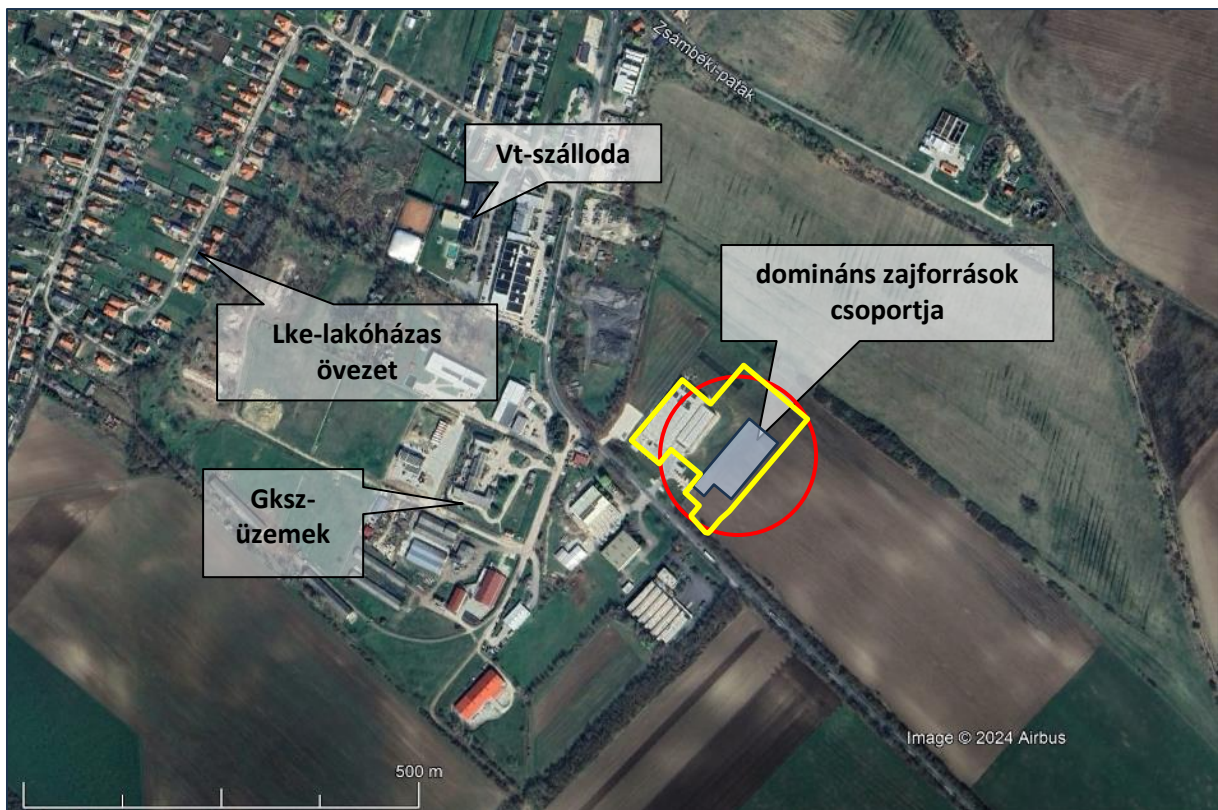 Zsámbéki-patak
Vt-szálloda
domináns zajforrások
csoportja
Lke-lakóházas
övezet
Gksz-
üzemek
Image © 2024 Airbus
500 m